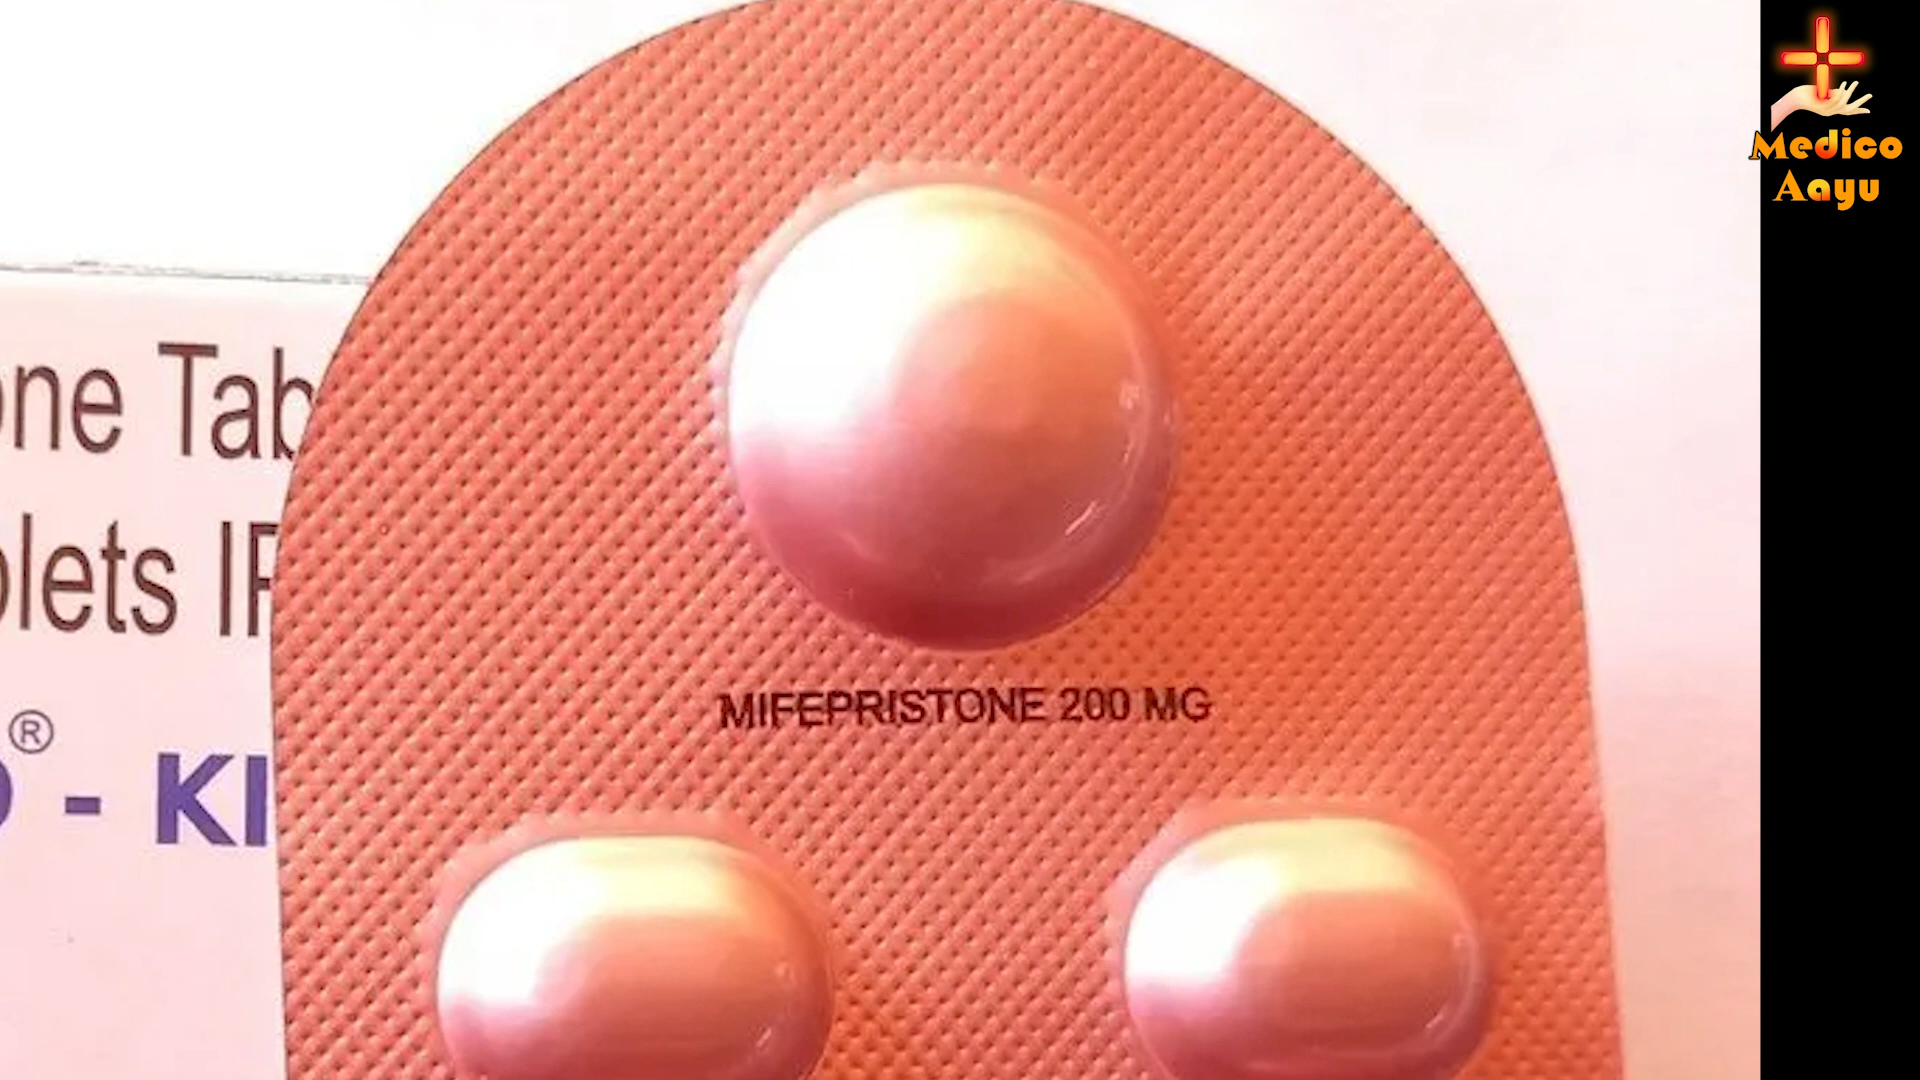 one Tab
blets IP
® - KI
MIFEPRISTONE 200 MG
Medico
Aayu